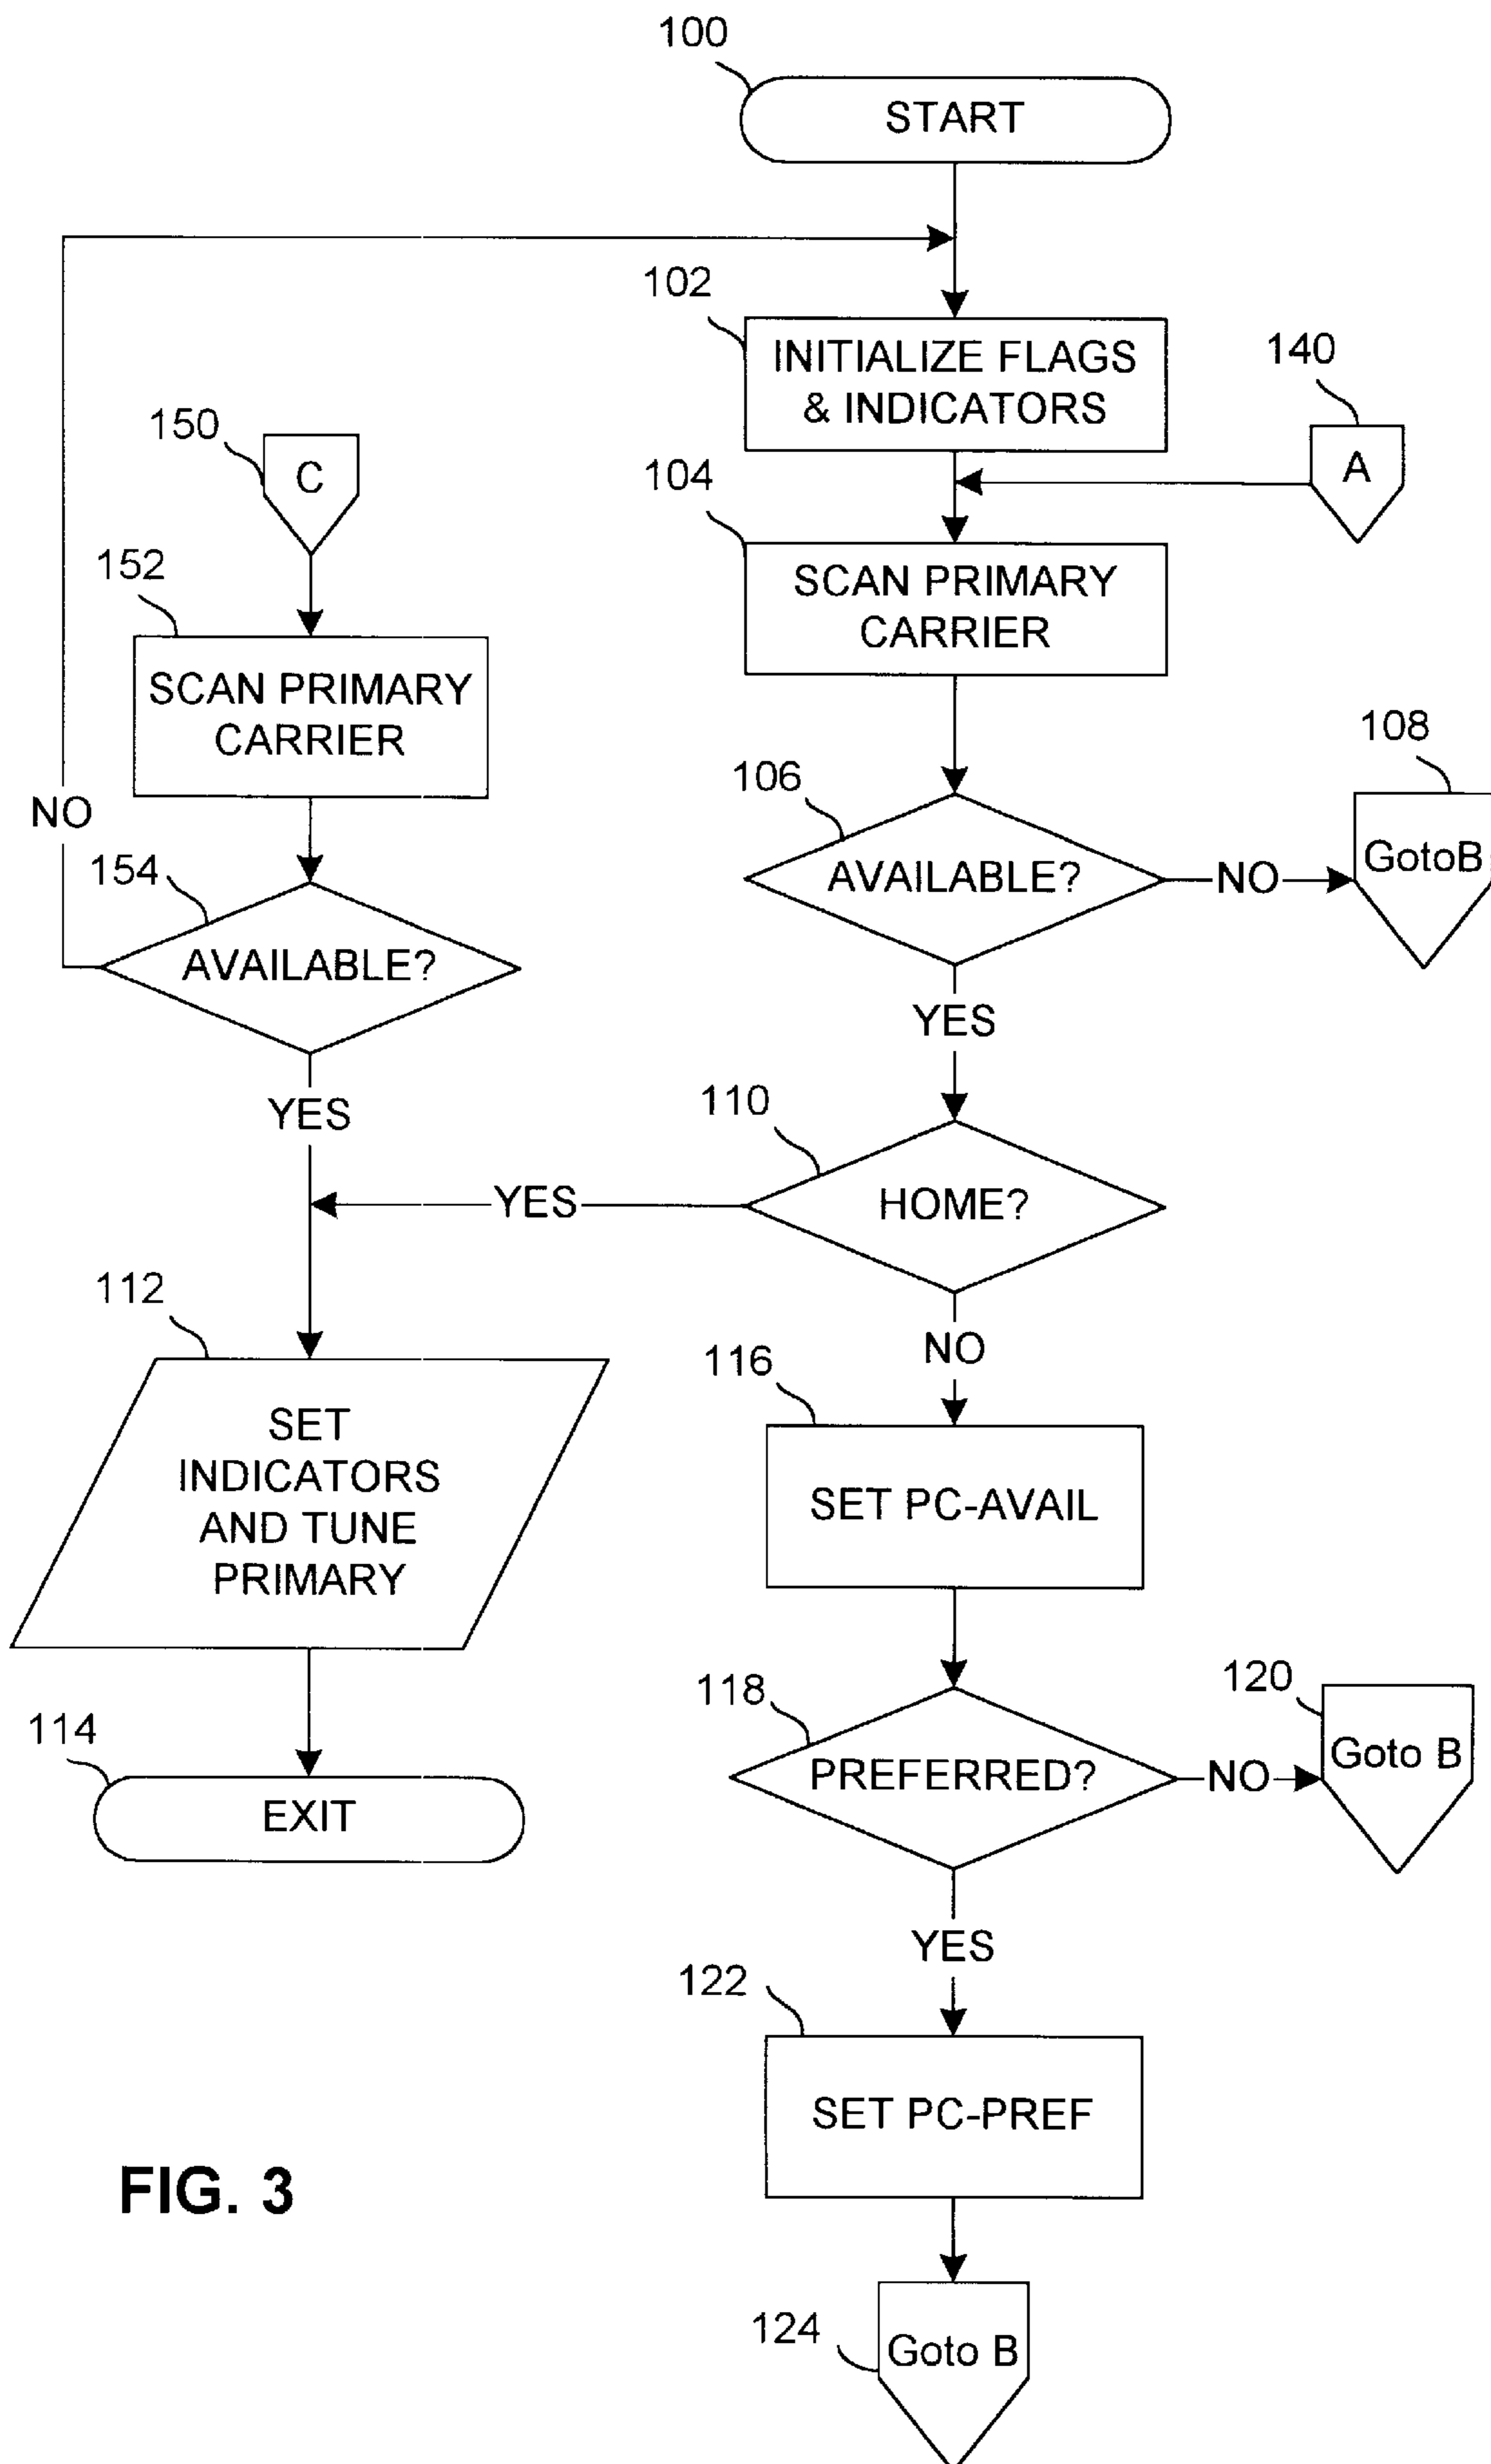 100
START
102
INITIALIZE FLAGS
& INDICATORS
140
A
150
C
104
SCAN PRIMARY
CARRIER
152
SCAN PRIMARY
CARRIER
108
GotoB
106
AVAILABLE?
NO
NO
154
AVAILABLE?
YES
YES
110
HOME?
YES
112
SET
INDICATORS
AND TUNE
PRIMARY
NO
116
SET PC-AVAIL
114
EXIT
118
PREFERRED?
NO
120
Goto B
YES
122
SET PC-PREF
FIG. 3
124
Goto B